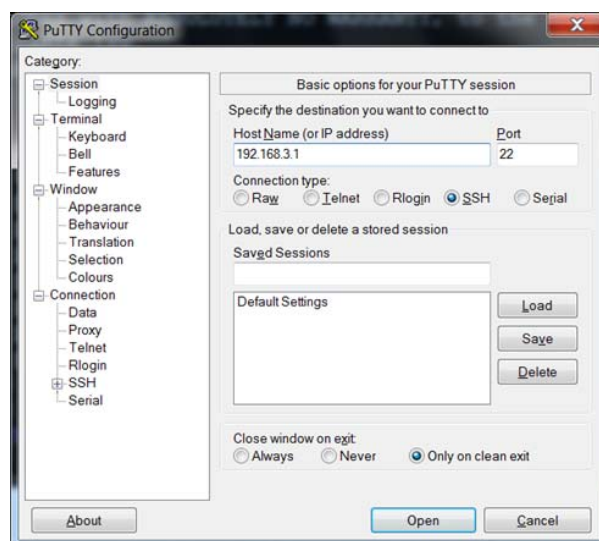 PuTTY Configuration
Category:
Session
Logging
Terminal
Keyboard
Bell
Features
Window
Appearance
Behaviour
Translation
Selection
Colours
Connection
Data
Proxy
Telnet
Rlogin
SSH
Serial
Basic options for your PuTTY session
Specify the destination you want to connect to
Host Name (or IP address) Port
192.168.3.1 22
Connection type:
Raw Telnet Rlogin SSH Serial
Load, save or delete a stored session
Saved Sessions
Default Settings
Load
Save
Delete
Close window on exit:
Always Never Only on clean exit
About Open Cancel